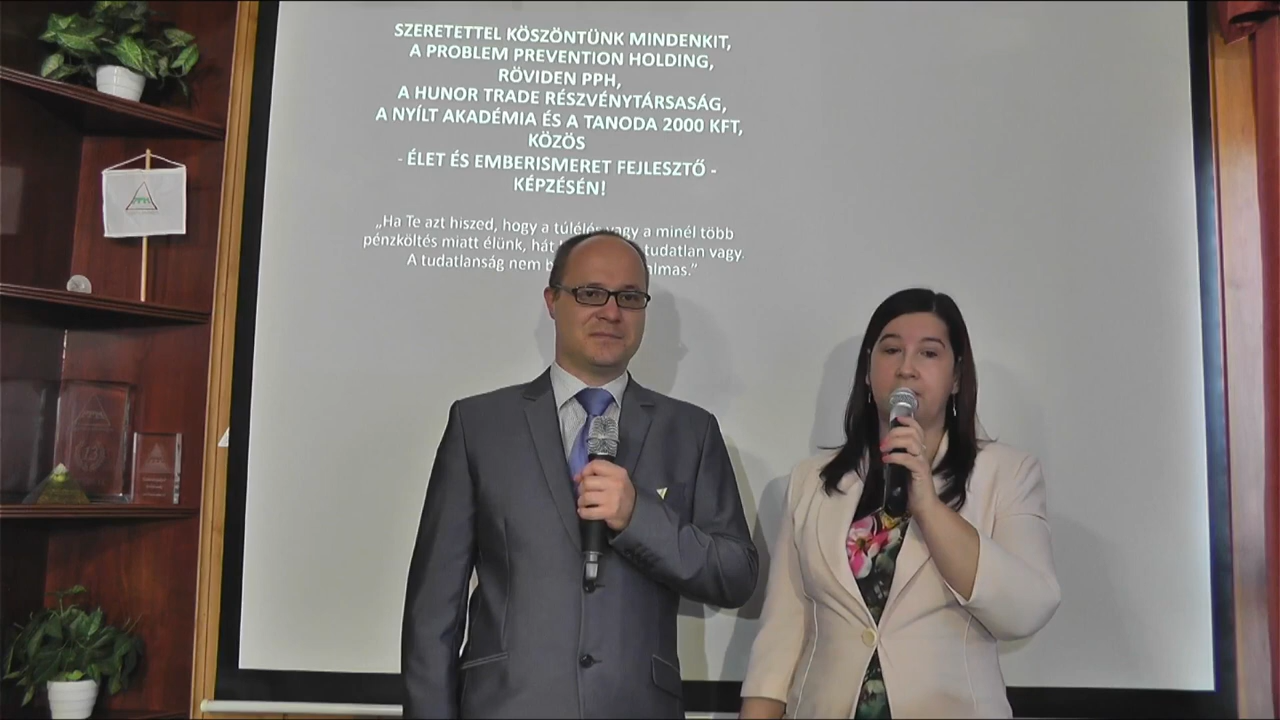 SZERETETTEL KÖSZÖNTÜNK MINDENKIT,
A PROBLEM PREVENTION HOLDING,
RÖVIDEN PPH,
A HUNOR TRADE RÉSZVÉNYTÁRSASÁG,
A NYÍLT AKADÉMIA ÉS A TANODA 2000 KFT,
KÖZÖS
- ÉLET ÉS EMBERISMERET FEJLESZTŐ -
KÉPZÉSÉN!
„Ha Te azt hiszed, hogy a túlélés vagy a minél több
pénzköltés miatt élünk, hát tudatlan vagy.
A tudatlanság nem
13